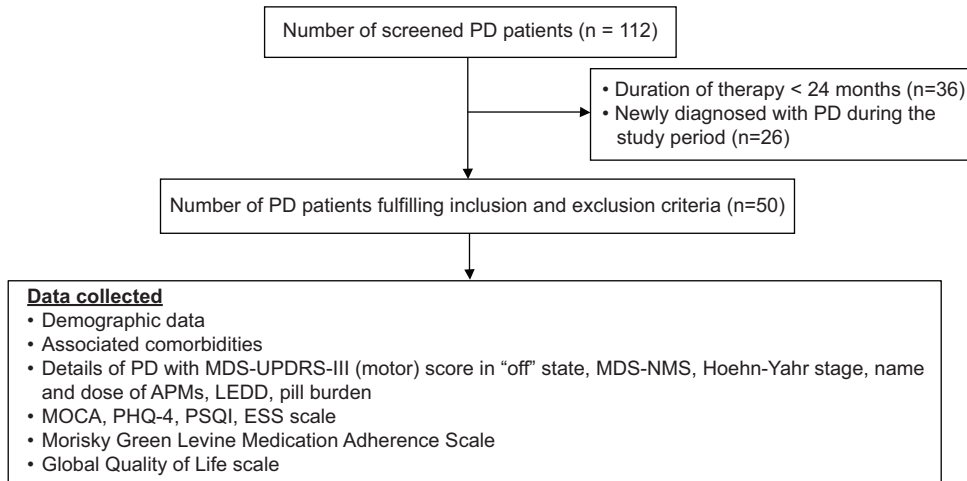 Number of screened PD patients (n = 112)
• Duration of therapy < 24 months (n=36)
• Newly diagnosed with PD during the
study period (n=26)
Number of PD patients fulfilling inclusion and exclusion criteria (n=50)
Data collected
• Demographic data
• Associated comorbidities
• Details of PD with MDS-UPDRS-III (motor) score in “off” state, MDS-NMS, Hoehn-Yahr stage, name
and dose of APMs, LEDD, pill burden
• MOCA, PHQ-4, PSQI, ESS scale
• Morisky Green Levine Medication Adherence Scale
• Global Quality of Life scale